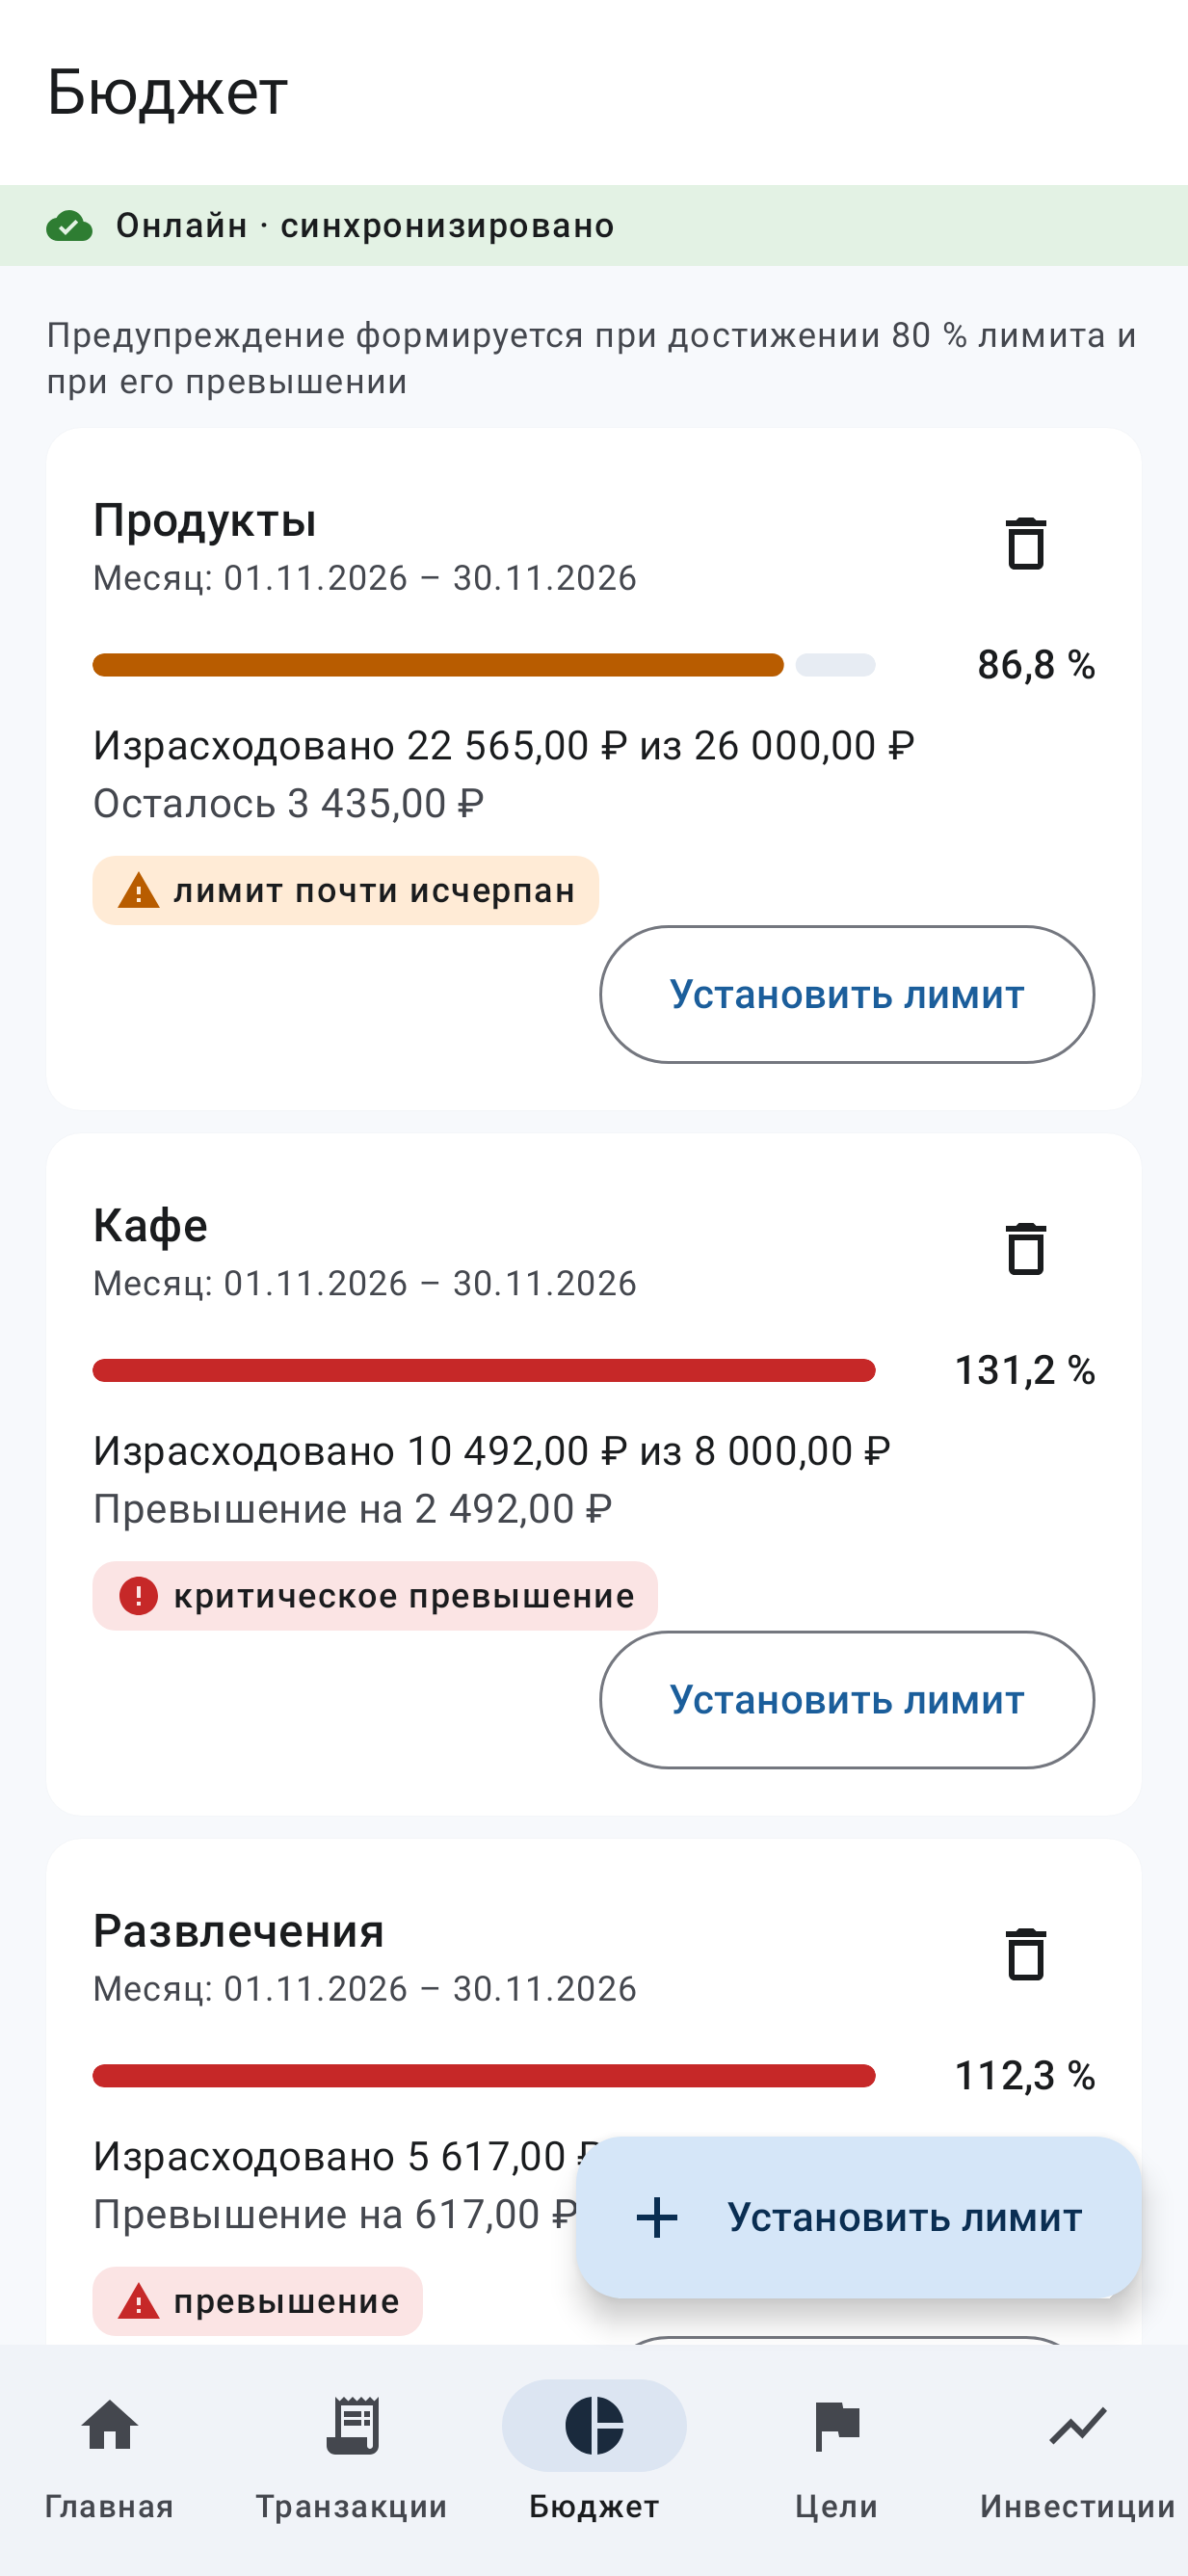 Бюджет
Онлайн · синхронизировано
Предупреждение формируется при достижении 80 % лимита и
при его превышении
Продукты
Месяц: 01.11.2026 – 30.11.2026
86,8 %
Израсходовано 22 565,00 ₽ из 26 000,00 ₽
Осталось 3 435,00 ₽
лимит почти исчерпан
Установить лимит
Кафе
Месяц: 01.11.2026 – 30.11.2026
131,2 %
Израсходовано 10 492,00 ₽ из 8 000,00 ₽
Превышение на 2 492,00 ₽
критическое превышение
Установить лимит
Развлечения
Месяц: 01.11.2026 – 30.11.2026
112,3 %
Израсходовано 5 617,00 ₽
Превышение на 617,00 ₽
Установить лимит
превышение
Главная
Транзакции
Бюджет
Цели
Инвестиции